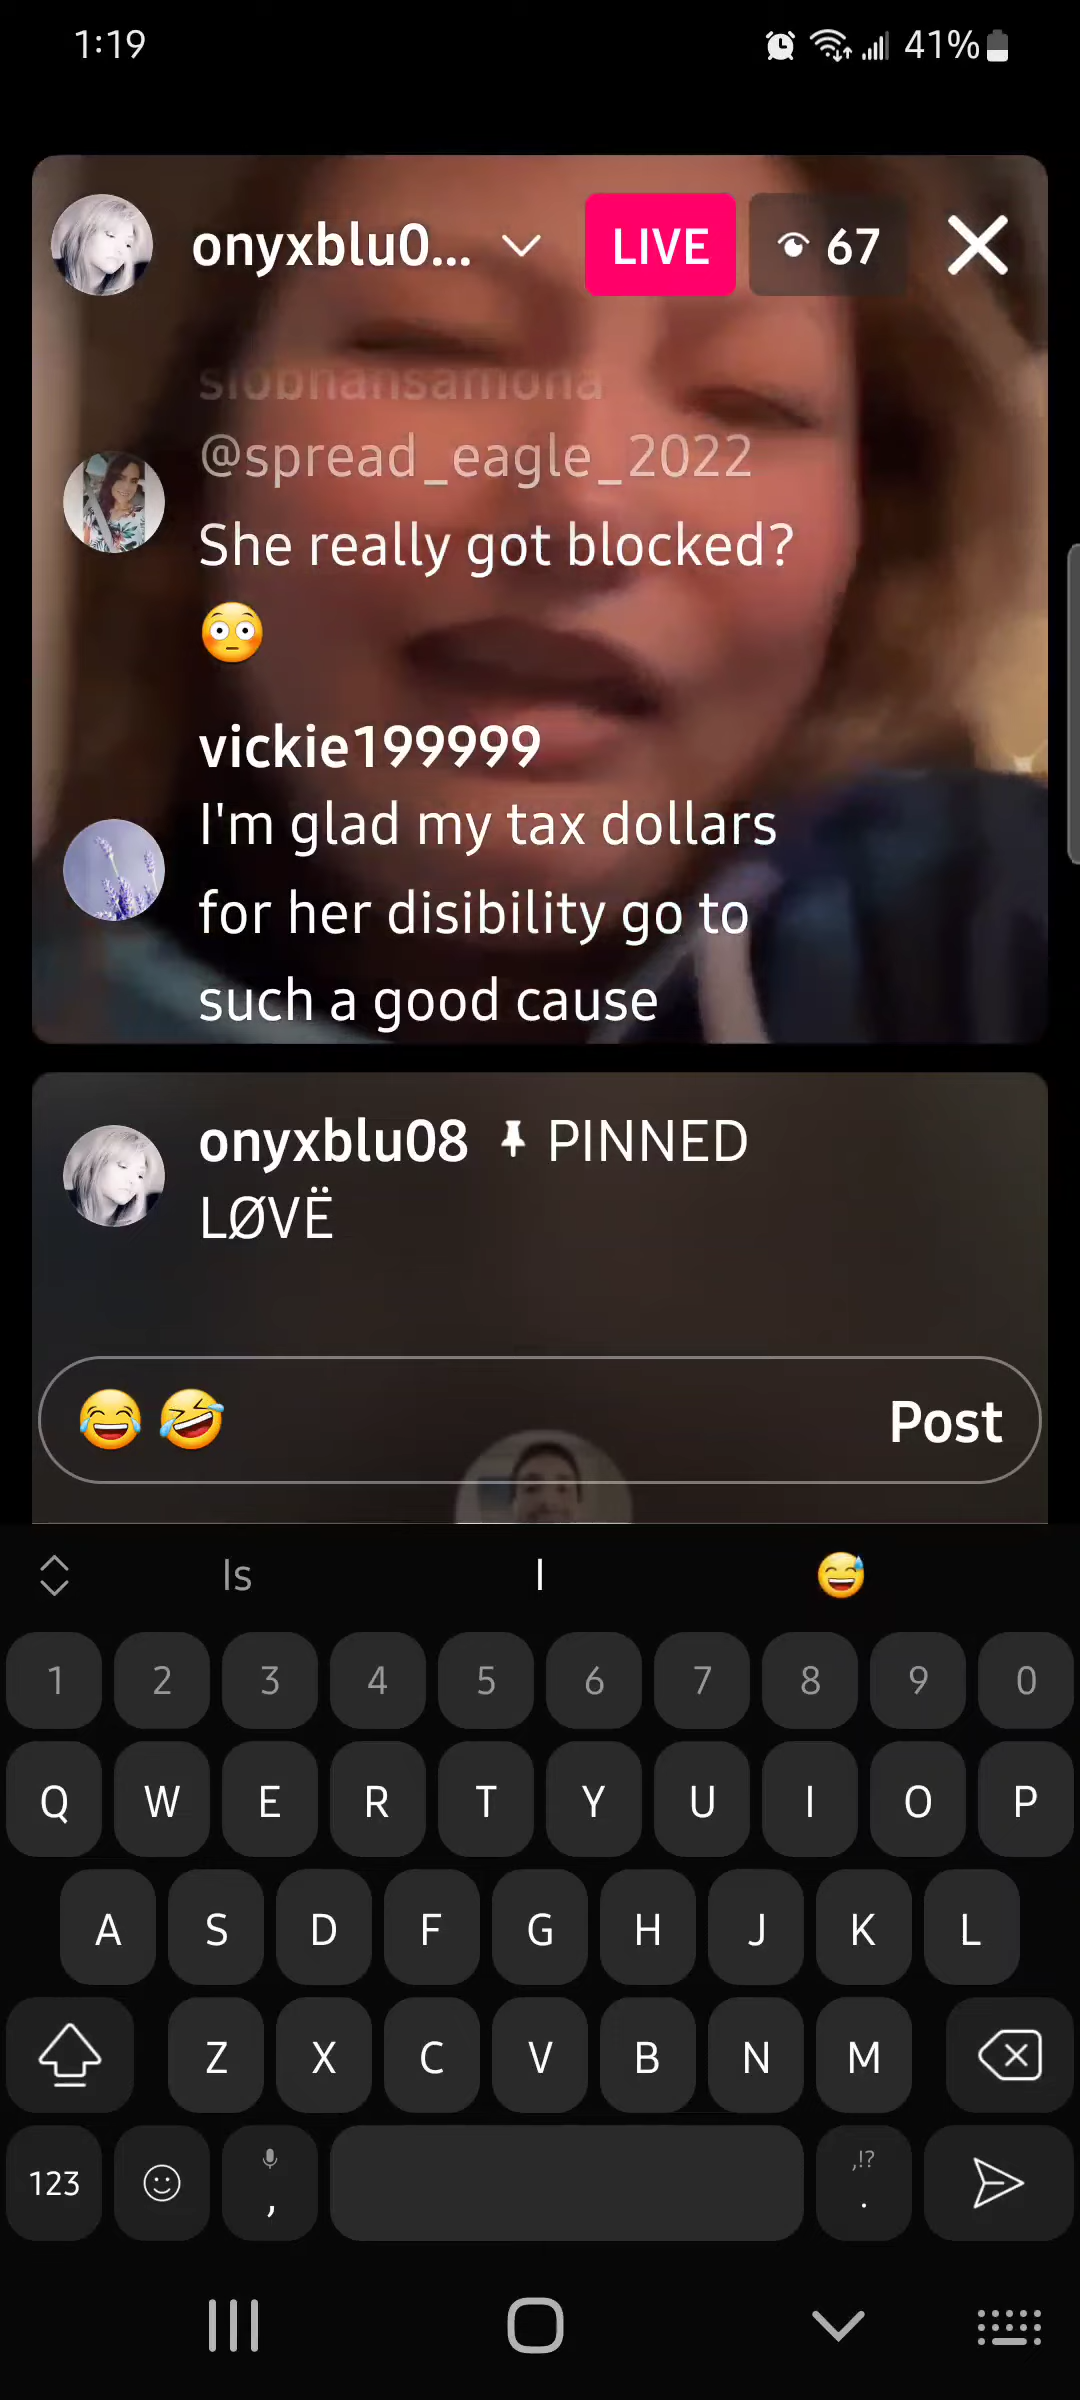 1:19
41%
onyxblu0...
LIVE
67
siobhansamona
@spread_eagle_2022
She really got blocked?
😳
vickie199999
I'm glad my tax dollars
for her disibility go to
such a good cause
onyxblu08 PINNED
LØVË
😂 🤣
Post
Is
I
😅
1 2 3 4 5 6 7 8 9 0
Q W E R T Y U I O P
A S D F G H J K L
Z X C V B N M
,!?
123 , .